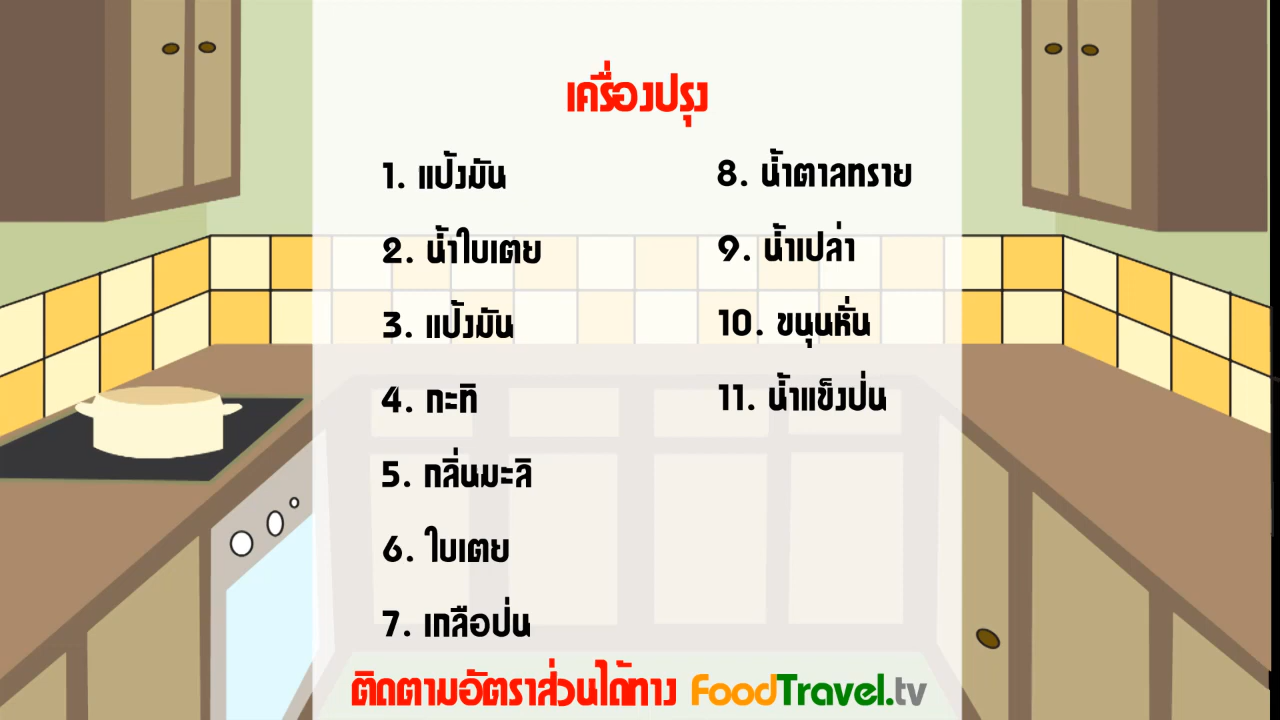 เครื่องปรุง
1. แป้งมัน
2. น้ำใบเตย
3. แป้งมัน
4. กะทิ
5. กลิ่นมะลิ
6. ใบเตย
7. เกลือป่น
8. น้ำตาลทราย
9. น้ำเปล่า
10. ขนุนหั่น
11. น้ำแข็งป่น
ติดตามอัตราส่วนได้ทาง FoodTravel.tv